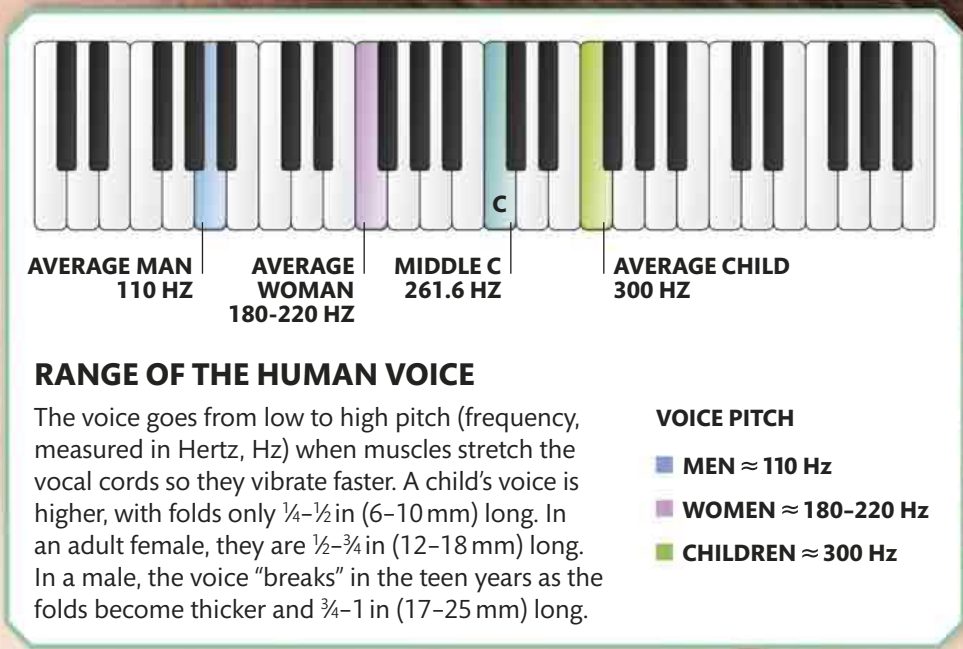 C
AVERAGE MAN
110 HZ
AVERAGE
WOMAN
180-220 HZ
MIDDLE C
261.6 HZ
AVERAGE CHILD
300 HZ
RANGE OF THE HUMAN VOICE
The voice goes from low to high pitch (frequency,
measured in Hertz, Hz) when muscles stretch the
vocal cords so they vibrate faster. A child’s voice is
higher, with folds only ¼–½ in (6–10 mm) long. In
an adult female, they are ½–¾ in (12–18 mm) long.
In a male, the voice “breaks” in the teen years as the
folds become thicker and ¾–1 in (17–25 mm) long.
VOICE PITCH
MEN ≈ 110 Hz
WOMEN ≈ 180–220 Hz
CHILDREN ≈ 300 Hz